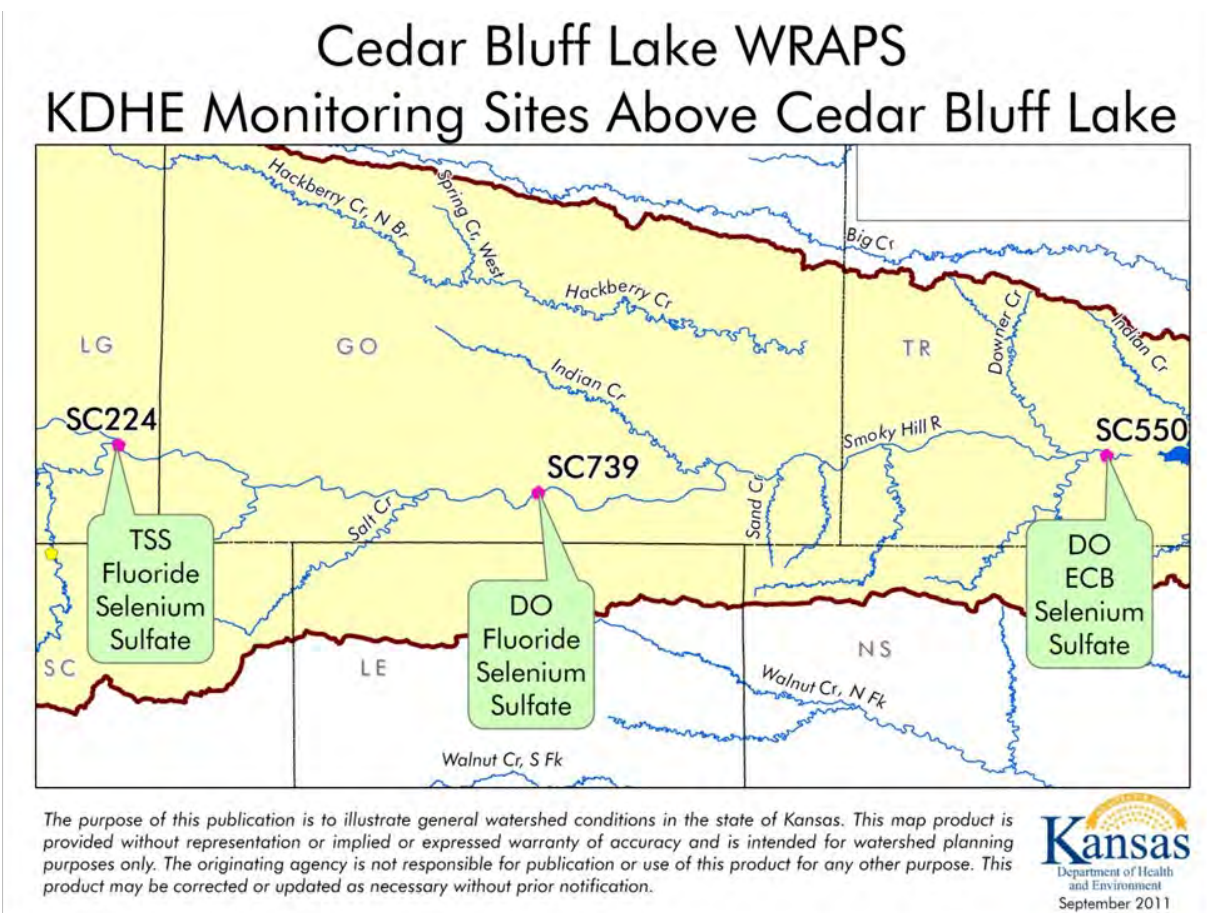 Cedar Bluff Lake WRAPS
KDHE Monitoring Sites Above Cedar Bluff Lake
Hackberry Cr, N Br
Spring Cr, West
Big Cr
Hackberry Cr
Downer Cr
Indian Cr
LG
GO
TR
Indian Cr
SC224
Smoky Hill R
SC550
SC739
Salt Cr
Sand Cr
TSS
Fluoride
Selenium
Sulfate
DO
Fluoride
Selenium
Sulfate
DO
ECB
Selenium
Sulfate
SC
LE
NS
Walnut Cr, N Fk
Walnut Cr, S Fk
The purpose of this publication is to illustrate general watershed conditions in the state of Kansas. This map product is
provided without representation or implied or expressed warranty of accuracy and is intended for watershed planning
purposes only. The originating agency is not responsible for publication or use of this product for any other purpose. This
product may be corrected or updated as necessary without prior notification.
Kansas
Department of Health
and Environment
September 2011